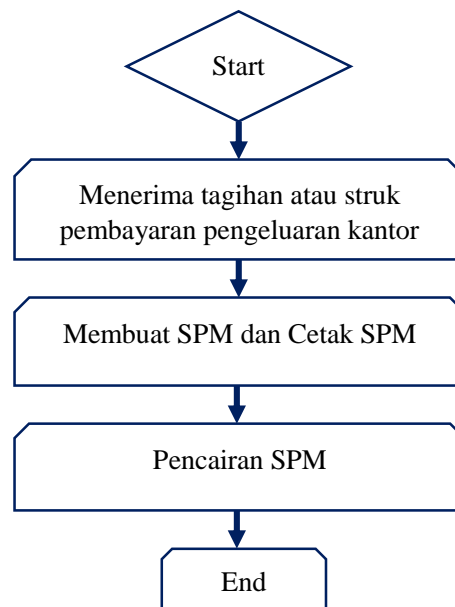 Start
Menerima tagihan atau struk
pembayaran pengeluaran kantor
Membuat SPM dan Cetak SPM
Pencairan SPM
End